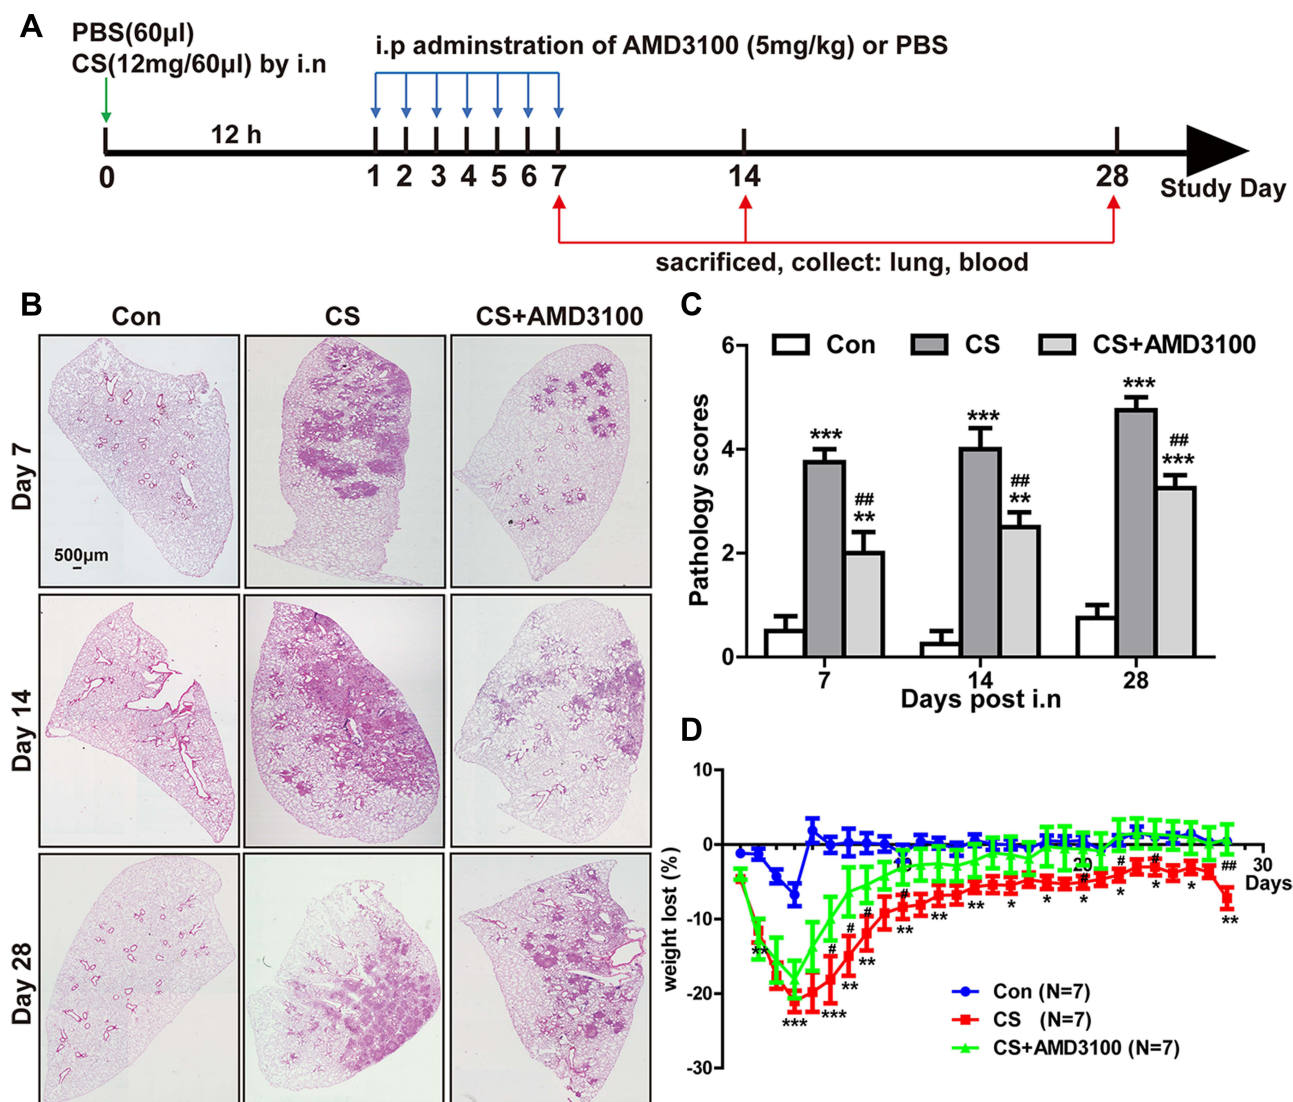 A
PBS(60µl)
CS(12mg/60µl) by i.n
i.p adminstration of AMD3100 (5mg/kg) or PBS
12 h
0 1 2 3 4 5 6 7 14 28
Study Day
sacrificed, collect: lung, blood
B
Con CS CS+AMD3100
Day 7
500µm
Day 14
Day 28
C
Con CS CS+AMD3100
Pathology scores
6
4
2
0
*** ## ** *** ## ** *** ## ***
7 14 28
Days post i.n
D
weight lost (%)
10
0
-10
-20
-30
10 20 30
Days
# # # # # # # ##
** *** *** ** ** ** ** ** * * * * * * **
Con (N=7)
CS (N=7)
CS+AMD3100 (N=7)